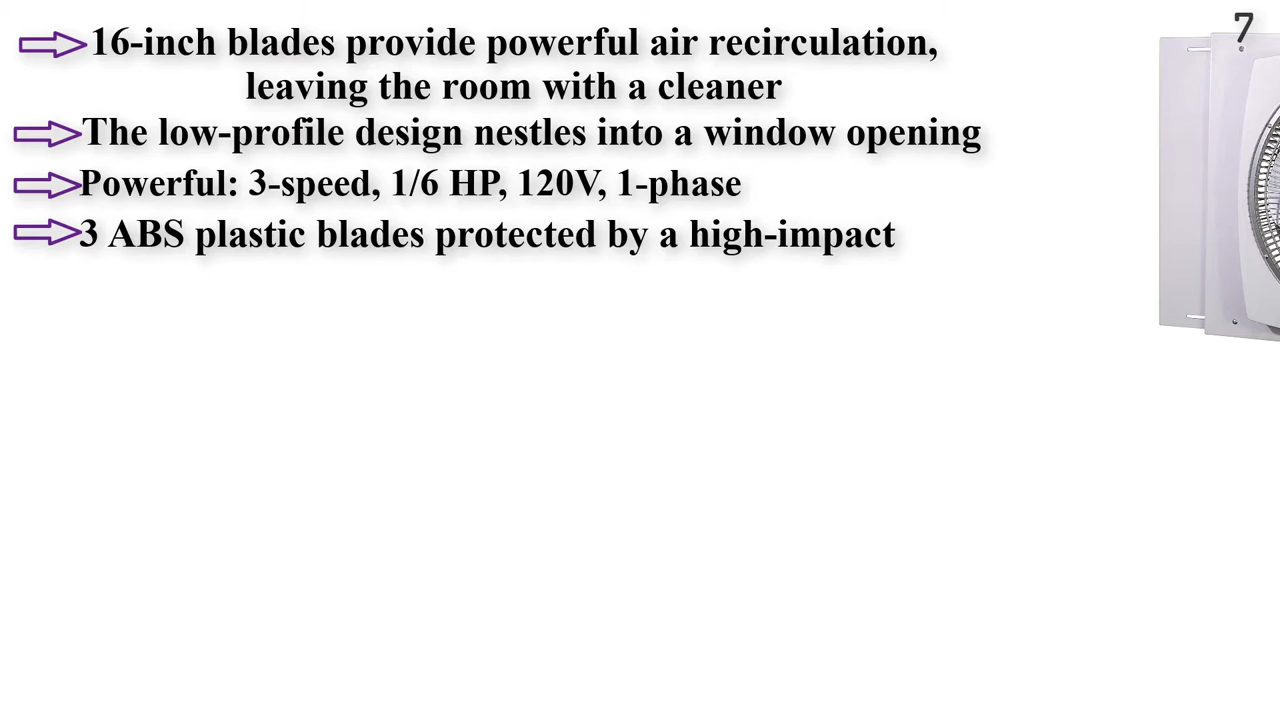 7
16-inch blades provide powerful air recirculation,
leaving the room with a cleaner
The low-profile design nestles into a window opening
Powerful: 3-speed, 1/6 HP, 120V, 1-phase
3 ABS plastic blades protected by a high-impact